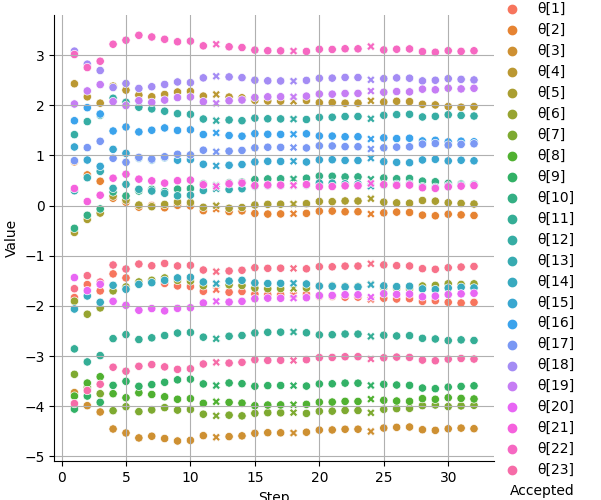 Value
3
2
1
0
−1
−2
−3
−4
−5
0
5
10
15
20
25
30
Step
θ[1]
θ[2]
θ[3]
θ[4]
θ[5]
θ[6]
θ[7]
θ[8]
θ[9]
θ[10]
θ[11]
θ[12]
θ[13]
θ[14]
θ[15]
θ[16]
θ[17]
θ[18]
θ[19]
θ[20]
θ[21]
θ[22]
θ[23]
Accepted